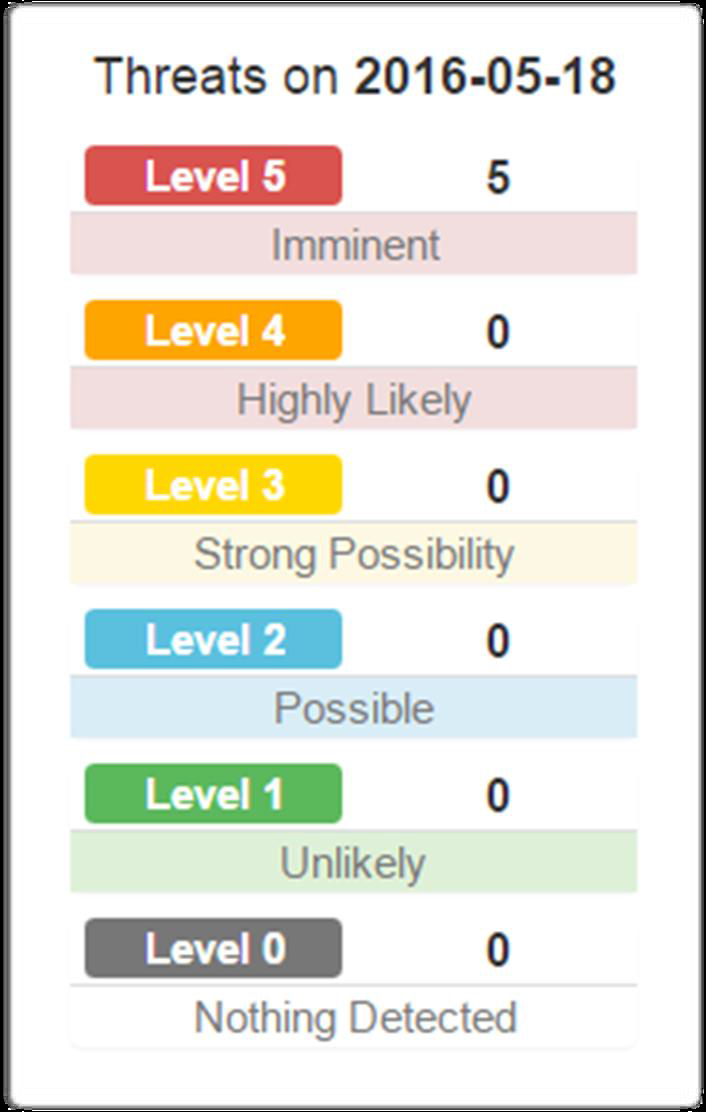 Threats on 2016-05-18
Level 5 5
Imminent
Level 4 0
Highly Likely
Level 3 0
Strong Possibility
Level 2 0
Possible
Level 1 0
Unlikely
Level 0 0
Nothing Detected